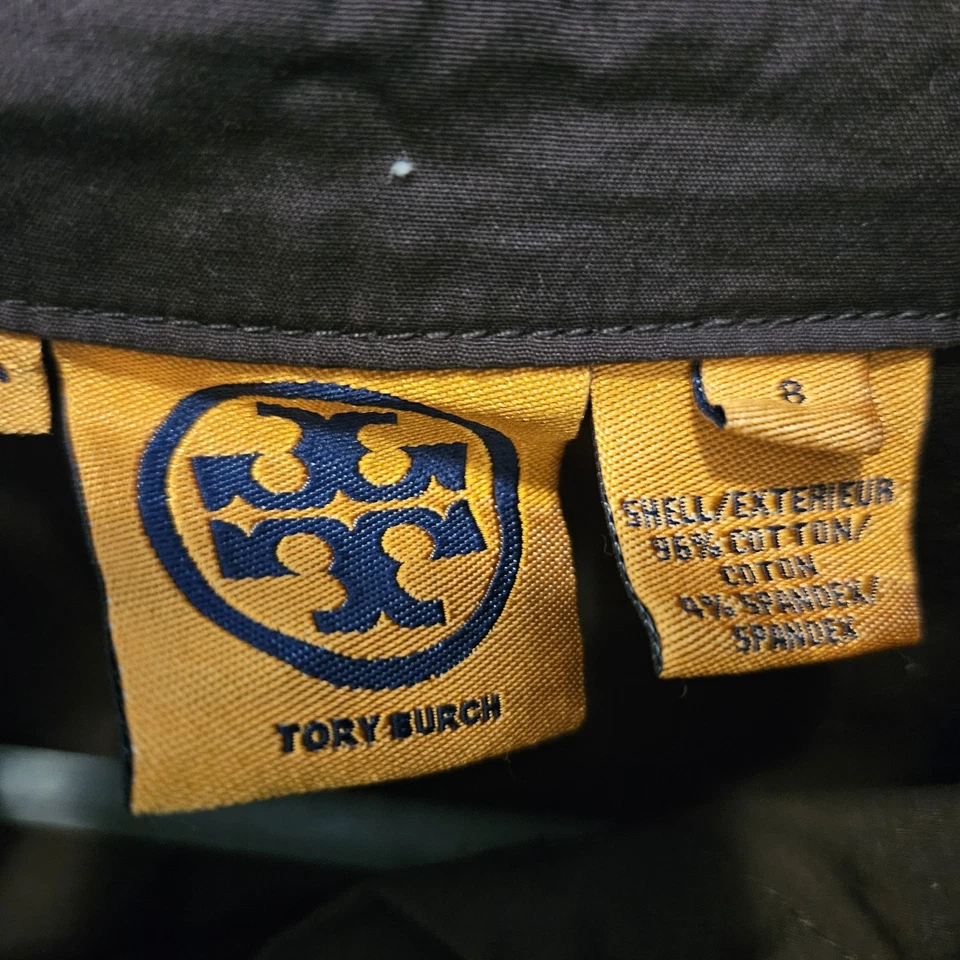 TORY BURCH
8
SHELL/EXTERIEUR
96% COTTON/
COTON
4% SPANDEX/
SPANDEX